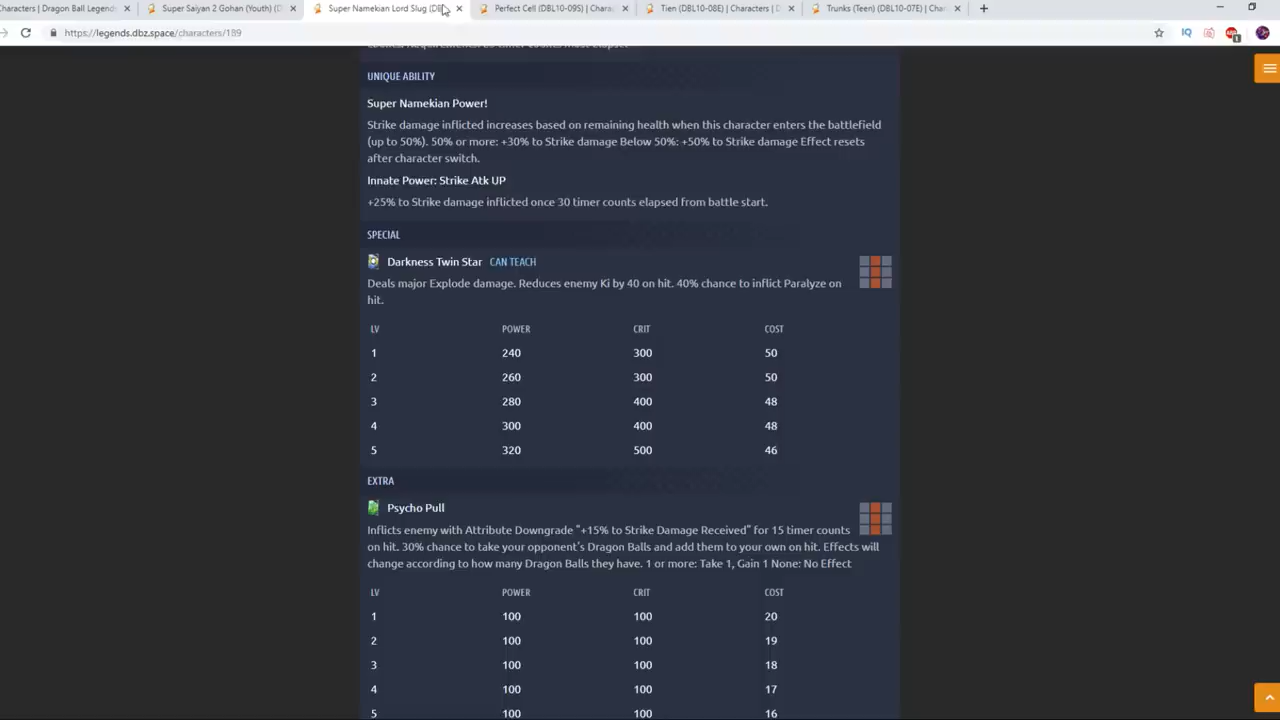 Characters | Dragon Ball Legends
Super Saiyan 2 Gohan (Youth) (D
Super Namekian Lord Slug (DB
Perfect Cell (DBL10-09S) | Chara
Tien (DBL10-08E) | Characters | D
Trunks (Teen) (DBL10-07E) | Char
https://legends.dbz.space/characters/189
IQ
1
UNIQUE ABILITY
Super Namekian Power!
Strike damage inflicted increases based on remaining health when this character enters the battlefield
(up to 50%). 50% or more: +30% to Strike damage Below 50%: +50% to Strike damage Effect resets
after character switch.
Innate Power: Strike Atk UP
+25% to Strike damage inflicted once 30 timer counts elapsed from battle start.
SPECIAL
Darkness Twin Star CAN TEACH
Deals major Explode damage. Reduces enemy Ki by 40 on hit. 40% chance to inflict Paralyze on
hit.
LV POWER CRIT COST
1 240 300 50
2 260 300 50
3 280 400 48
4 300 400 48
5 320 500 46
EXTRA
Psycho Pull
Inflicts enemy with Attribute Downgrade "+15% to Strike Damage Received" for 15 timer counts
on hit. 30% chance to take your opponent's Dragon Balls and add them to your own on hit. Effects will
change according to how many Dragon Balls they have. 1 or more: Take 1, Gain 1 None: No Effect
LV POWER CRIT COST
1 100 100 20
2 100 100 19
3 100 100 18
4 100 100 17
5 100 100 16